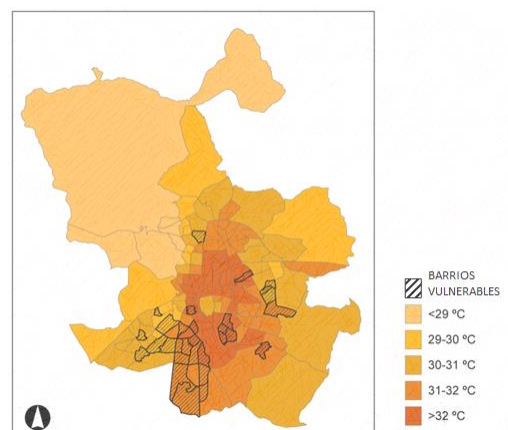 BARRIOS
VULNERABLES
<29 ºC
29-30 ºC
30-31 ºC
31-32 ºC
>32 ºC